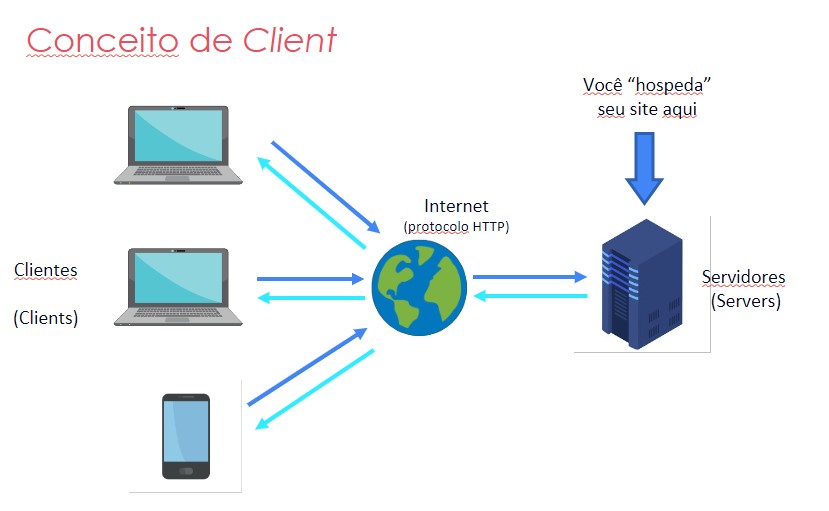 Conceito de Client
Você “hospeda”
seu site aqui
Internet
(protocolo HTTP)
Clientes
(Clients)
Servidores
(Servers)